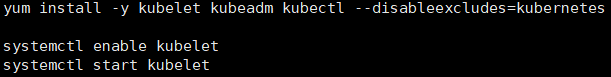 yum install -y kubelet kubeadm kubectl --disableexcludes=kubernetes
systemctl enable kubelet
systemctl start kubelet